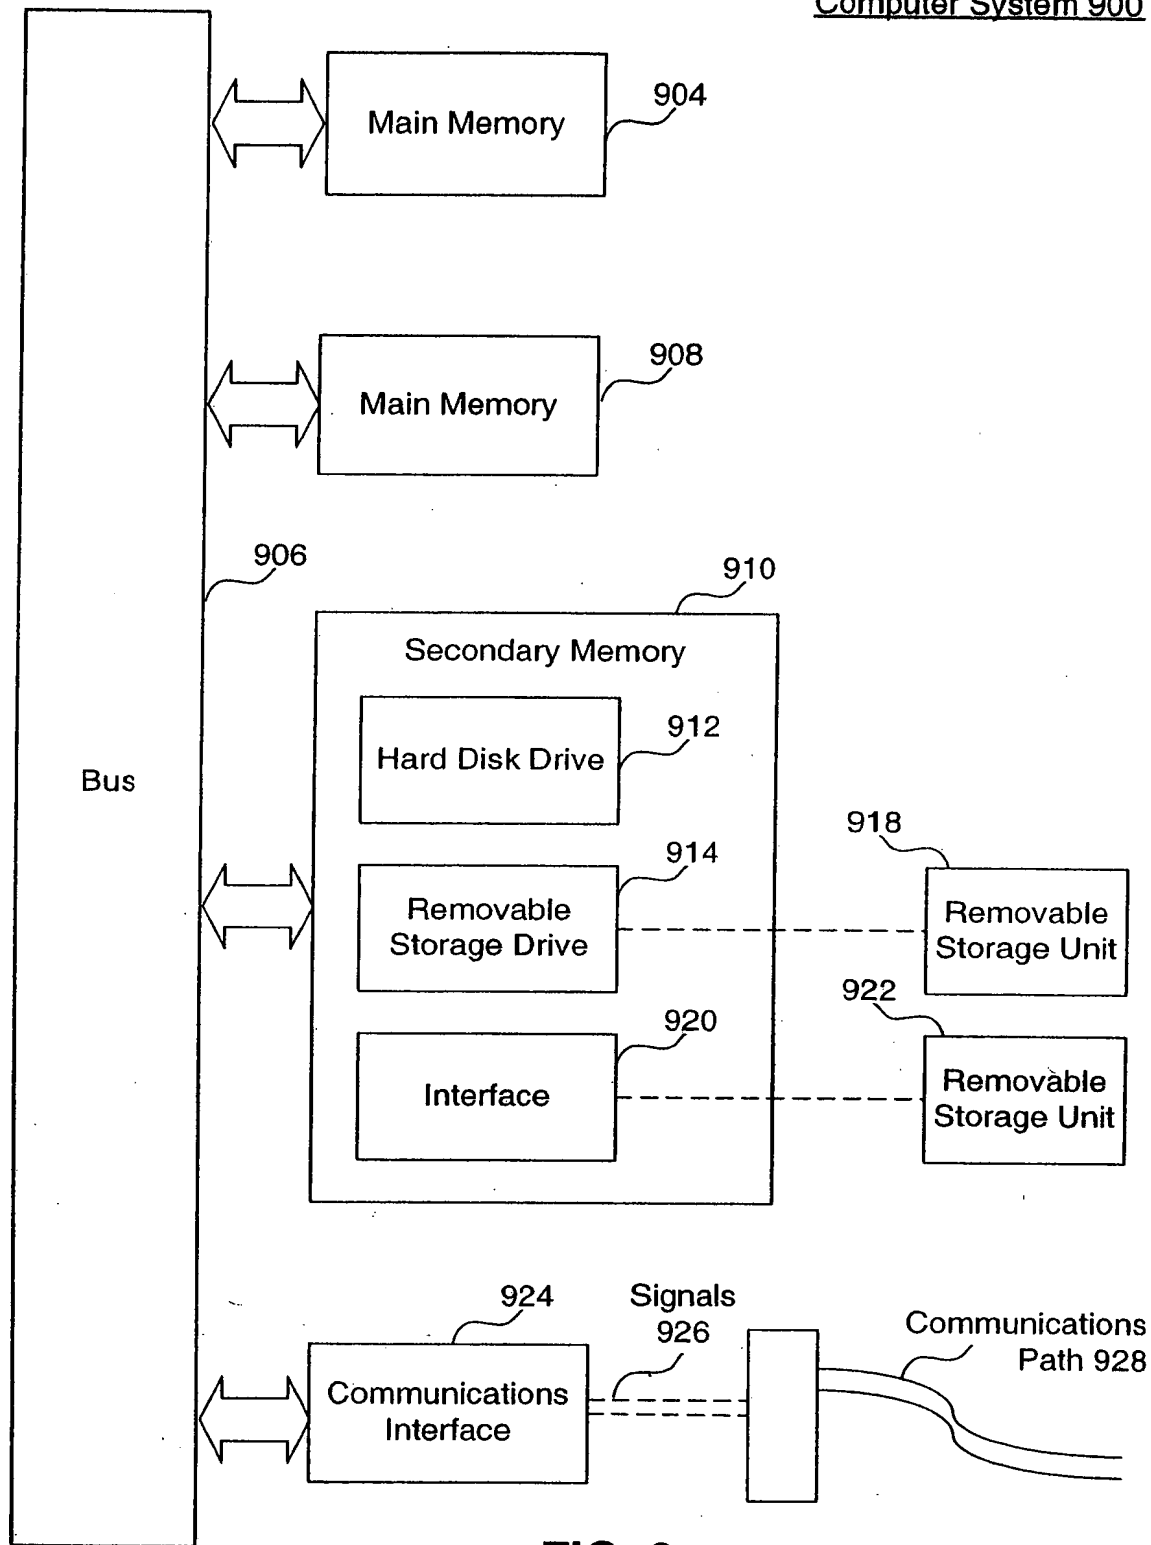 Computer System 900
904
Main Memory
908
Main Memory
906
910
Secondary Memory
912
Hard Disk Drive
Bus
918
914
Removable
Storage Drive
Removable
Storage Unit
922
920
Interface
Removable
Storage Unit
924
Signals
926
Communications
Path 928
Communications
Interface